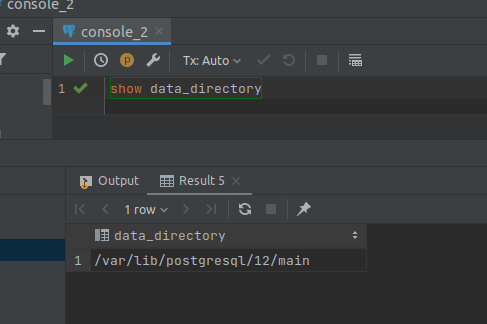 console_2
console_2
Tx: Auto
1 show data_directory
Output Result 5
1 row
data_directory
1 /var/lib/postgresql/12/main